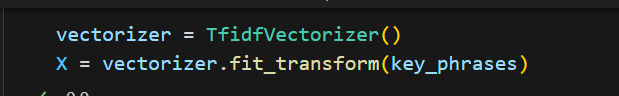 vectorizer = TfidfVectorizer()
X = vectorizer.fit_transform(key_phrases)